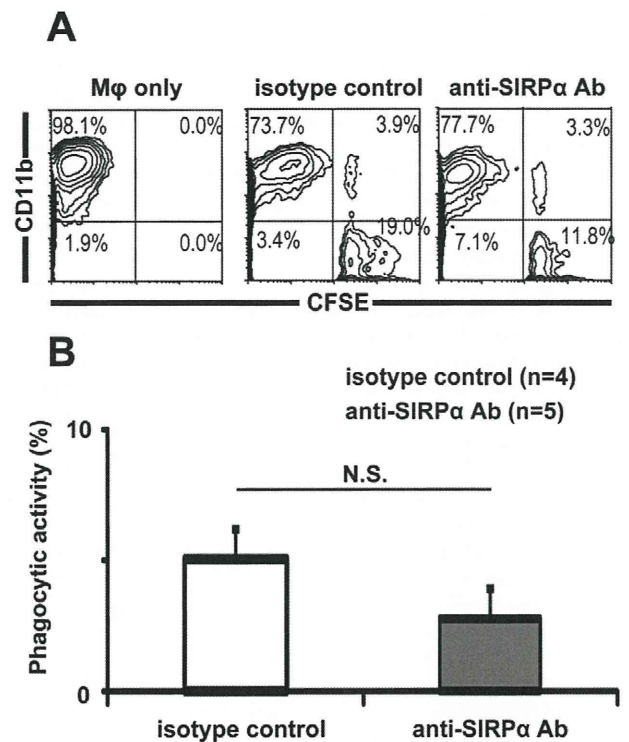 A
Mφ only
isotype control
anti-SIRPα Ab
98.1%
0.0%
1.9%
0.0%
73.7%
3.9%
3.4%
19.0%
77.7%
3.3%
7.1%
11.8%
CD11b
CFSE
B
isotype control (n=4)
anti-SIRPα Ab (n=5)
Phagocytic activity (%)
10
0
N.S.
isotype control
anti-SIRPα Ab